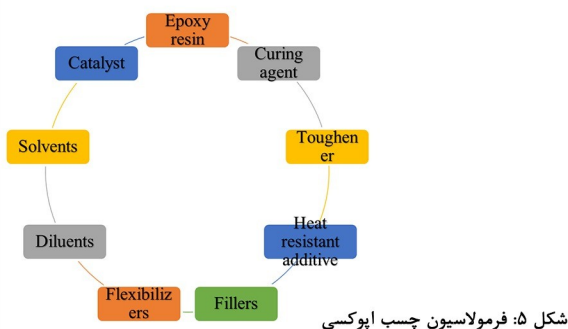 Epoxy
resin
Curing
agent
Toughen
er
Heat
resistant
additive
Fillers
Flexibiliz
ers
Diluents
Solvents
Catalyst
شکل ۵: فرمولاسیون چسب اپوکسی